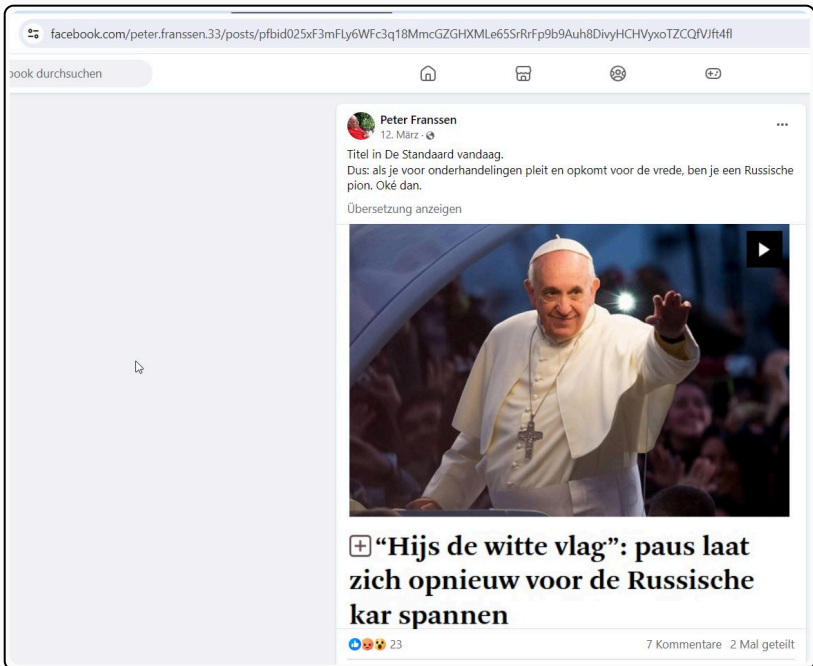 facebook.com/peter.franssen.33/posts/pfbid025xF3mFLy6WFc3q18MmcGZGHXMLe65SrRrFp9b9Auh8DivyHCHVyxoTZCQfVJft4fl
book durchsuchen
Peter Franssen
12. März ·
Titel in De Standaard vandaag.
Dus: als je voor onderhandelingen pleit en opkomt voor de vrede, ben je een Russische
pion. Oké dan.
Übersetzung anzeigen
“Hijs de witte vlag”: paus laat
zich opnieuw voor de Russische
kar spannen
23
7 Kommentare 2 Mal geteilt